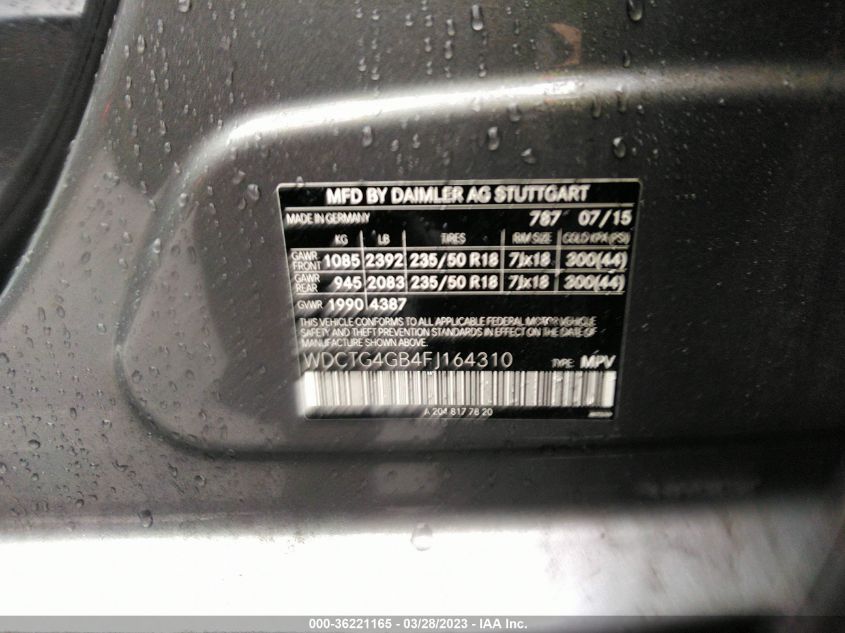 MFD BY DAIMLER AG STUTTGART
MADE IN GERMANY 787 07/15
KG LB TIRES RIM SIZE COLD KPA (PSI)
GAWR FRONT 1085 2392 235/50 R18 7Jx18 300(44)
GAWR REAR 945 2083 235/50 R18 7Jx18 300(44)
GVWR 1990 4387
THIS VEHICLE CONFORMS TO ALL APPLICABLE FEDERAL MOTOR VEHICLE
SAFETY AND THEFT PREVENTION STANDARDS IN EFFECT ON THE DATE OF
MANUFACTURE SHOWN ABOVE.
WDCTG4GB4FJ164310 TYPE: MPV
A 204 817 78 20
000-36221165 - 03/28/2023 - IAA Inc.